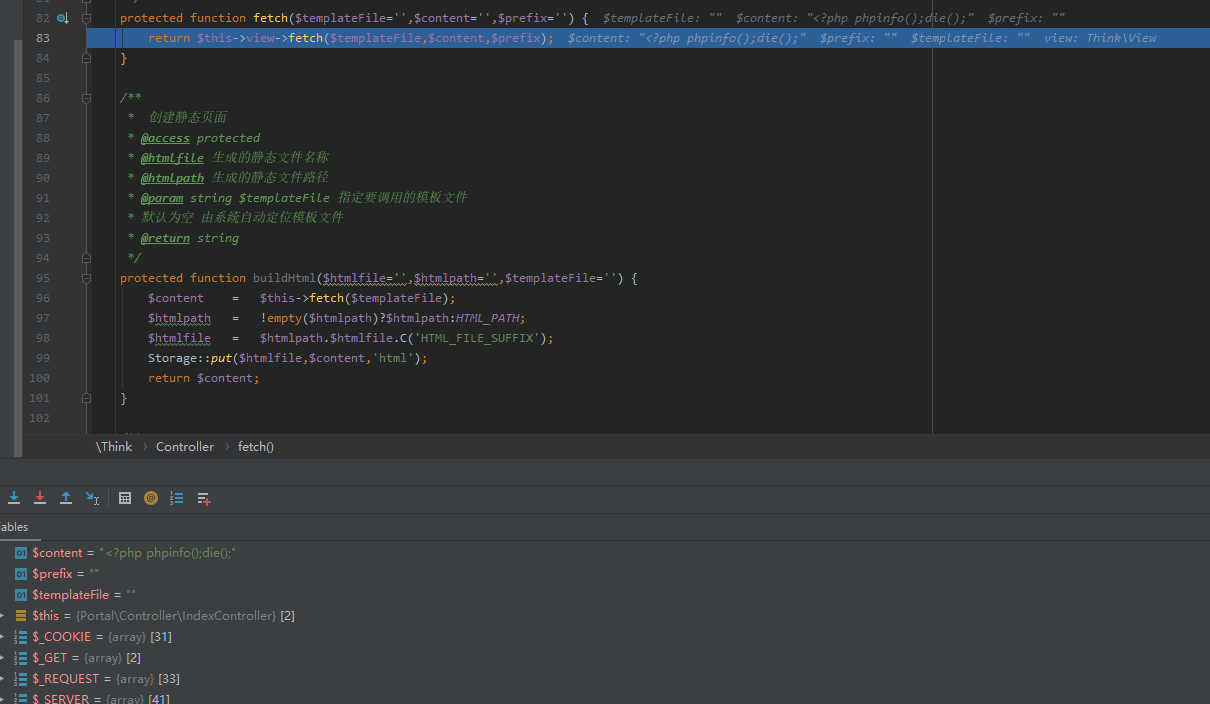 82 protected function fetch($templateFile='',$content='',$prefix='') { $templateFile: "" $content: "<?php phpinfo();die();" $prefix: ""
83 return $this->view->fetch($templateFile,$content,$prefix); $content: "<?php phpinfo();die();" $prefix: "" $templateFile: "" view: Think\View
84 }
85
86 /**
87 * 创建静态页面
88 * @access protected
89 * @htmlfile 生成的静态文件名称
90 * @htmlpath 生成的静态文件路径
91 * @param string $templateFile 指定要调用的模板文件
92 * 默认为空 由系统自动定位模板文件
93 * @return string
94 */
95 protected function buildHtml($htmlfile='',$htmlpath='',$templateFile='') {
96 $content = $this->fetch($templateFile);
97 $htmlpath = !empty($htmlpath)?$htmlpath:HTML_PATH;
98 $htmlfile = $htmlpath.$htmlfile.C('HTML_FILE_SUFFIX');
99 Storage::put($htmlfile,$content,'html');
100 return $content;
101 }
102
\Think › Controller › fetch()
ables
$content = "<?php phpinfo();die();"
$prefix = ""
$templateFile = ""
$this = {Portal\Controller\IndexController} [2]
$_COOKIE = {array} [31]
$_GET = {array} [2]
$_REQUEST = {array} [33]
$_SERVER = {array} [41]